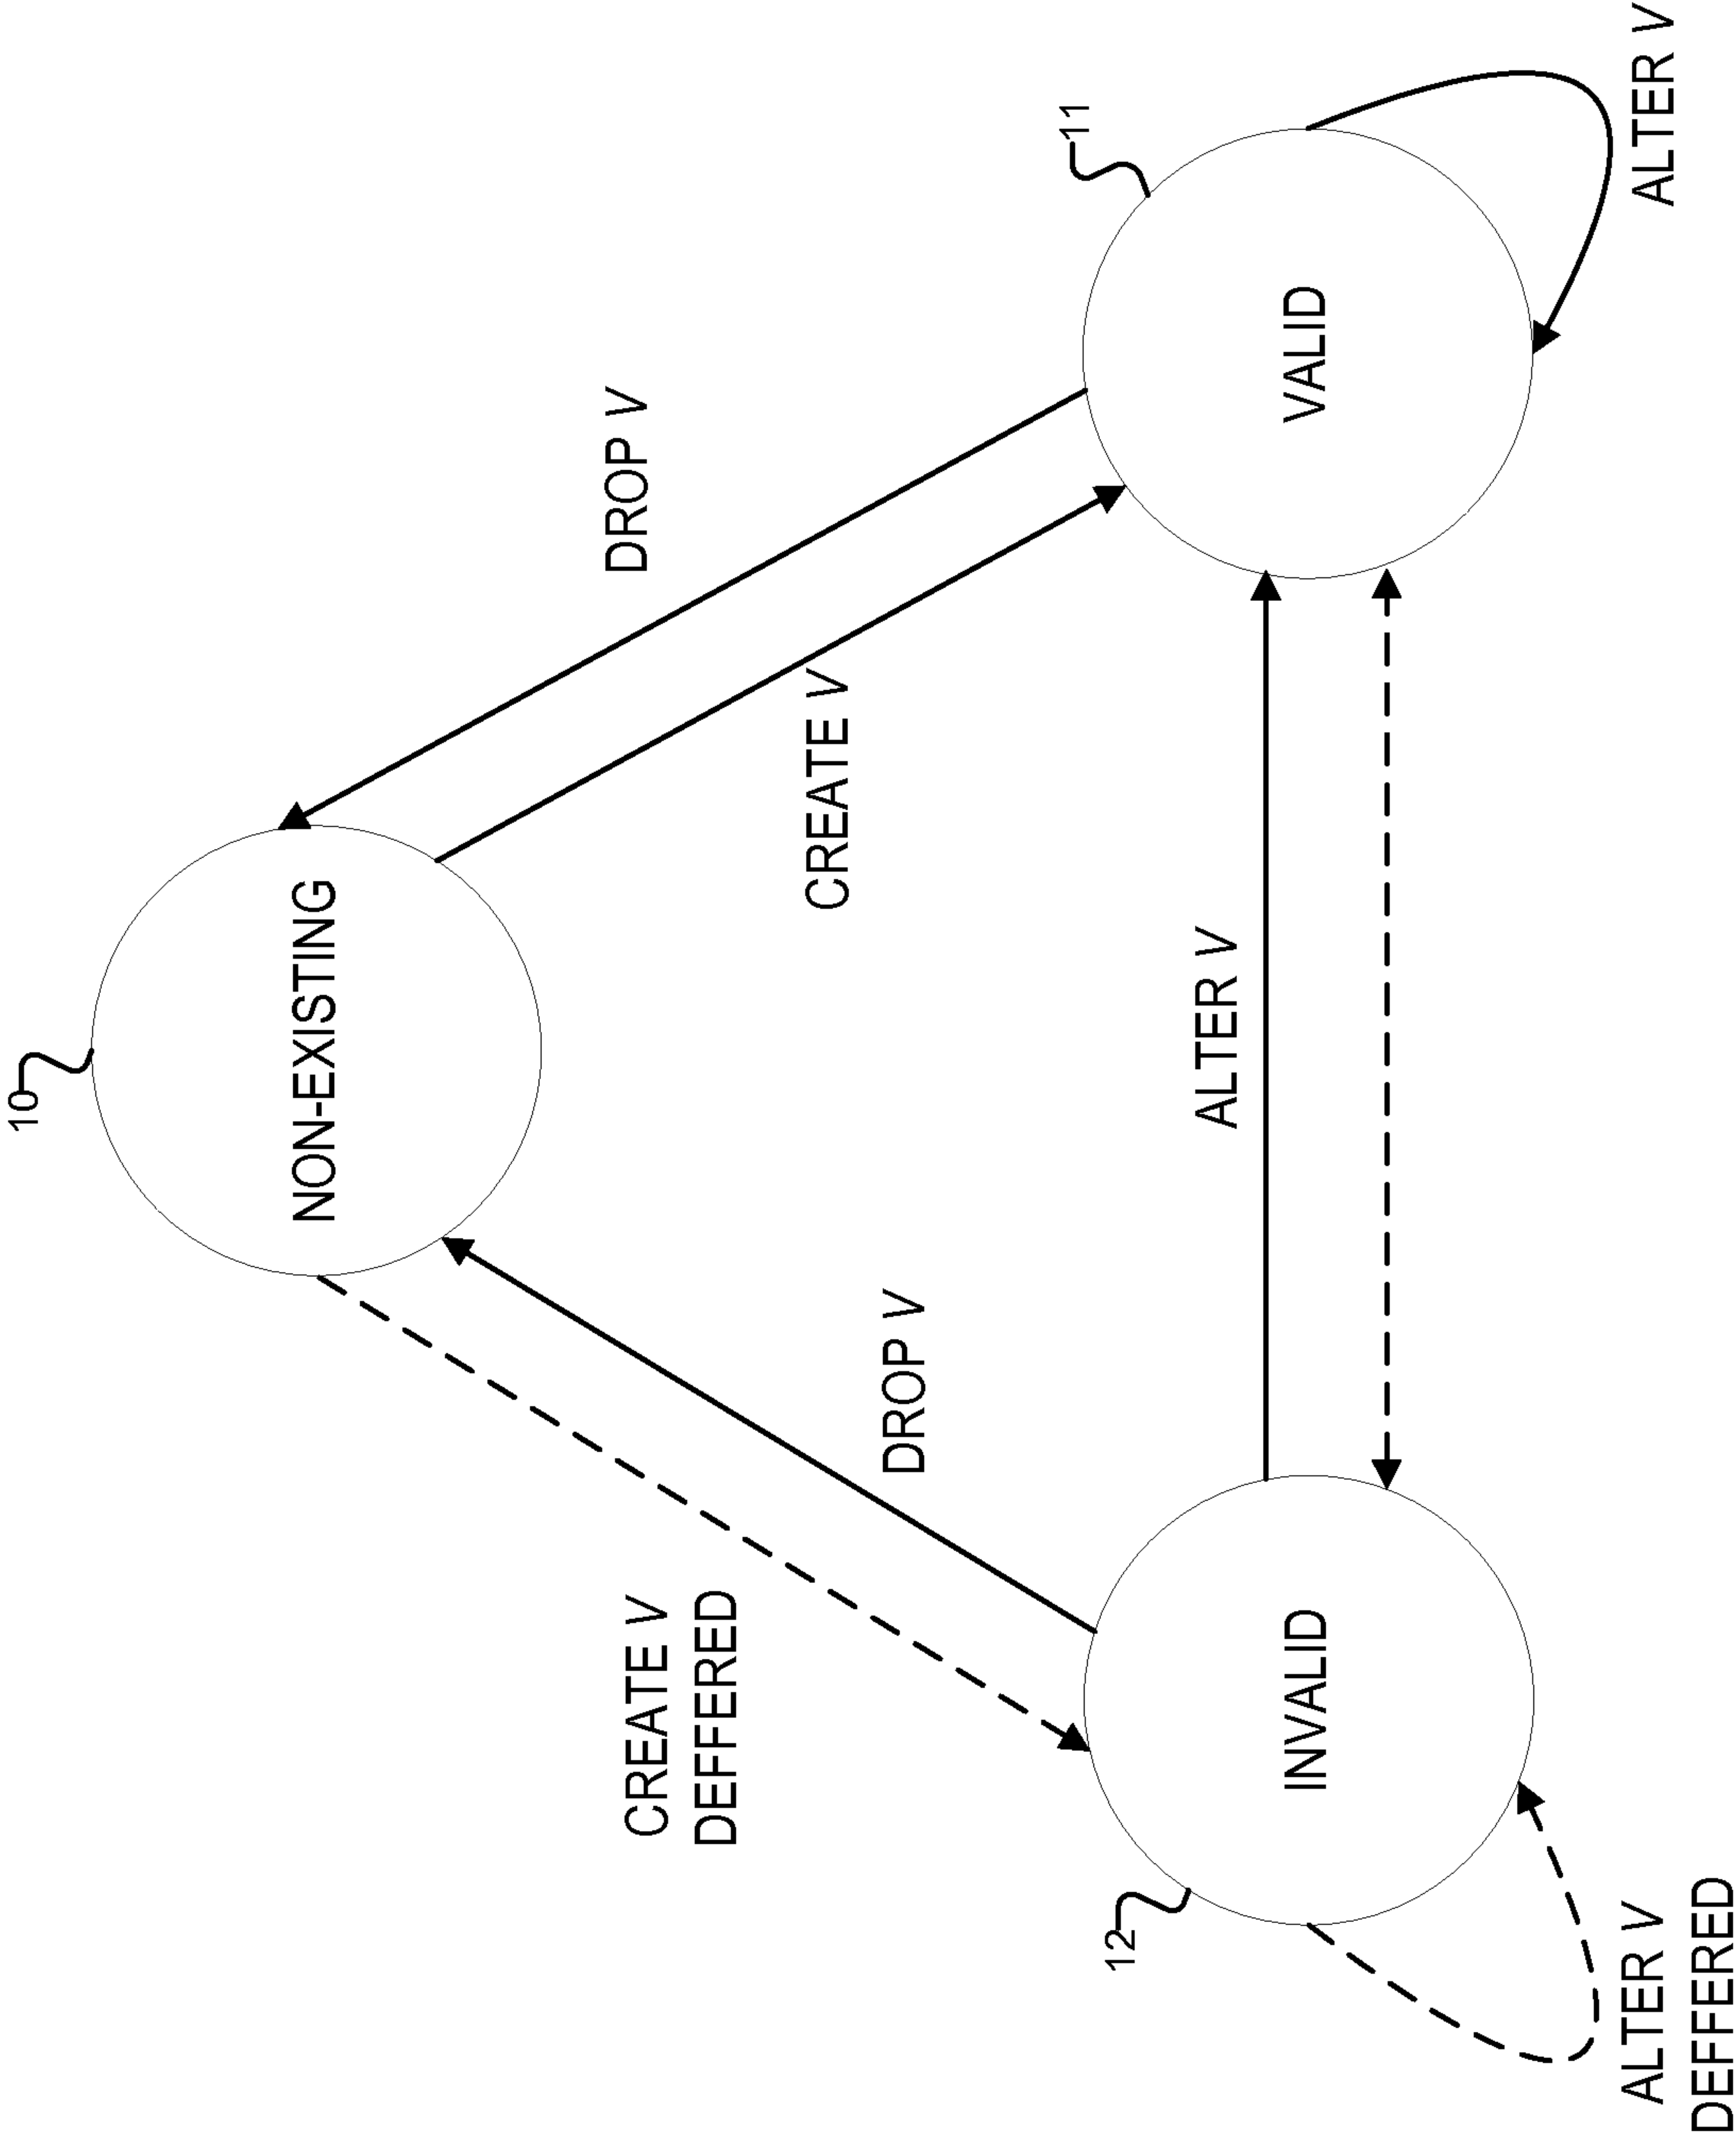 10
NON-EXISTING
CREATE V
DEFFERED
DROP V
DROP V
CREATE V
12
INVALID
ALTER V
11
VALID
ALTER V
DEFFERED
ALTER V